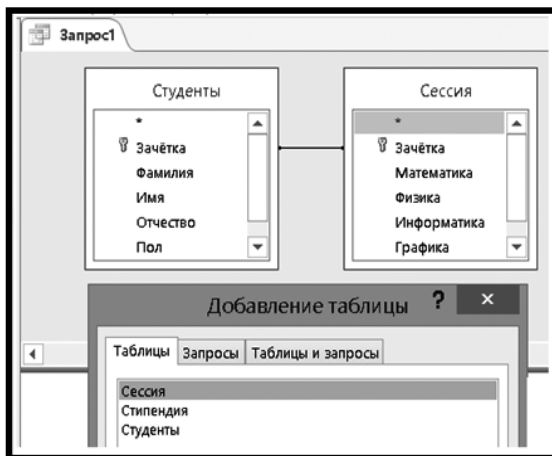 Запрос1
Студенты
*
Зачётка
Фамилия
Имя
Отчество
Пол
Сессия
*
Зачётка
Математика
Физика
Информатика
Графика
Добавление таблицы ? ×
Таблицы Запросы Таблицы и запросы
Сессия
Стипендия
Студенты